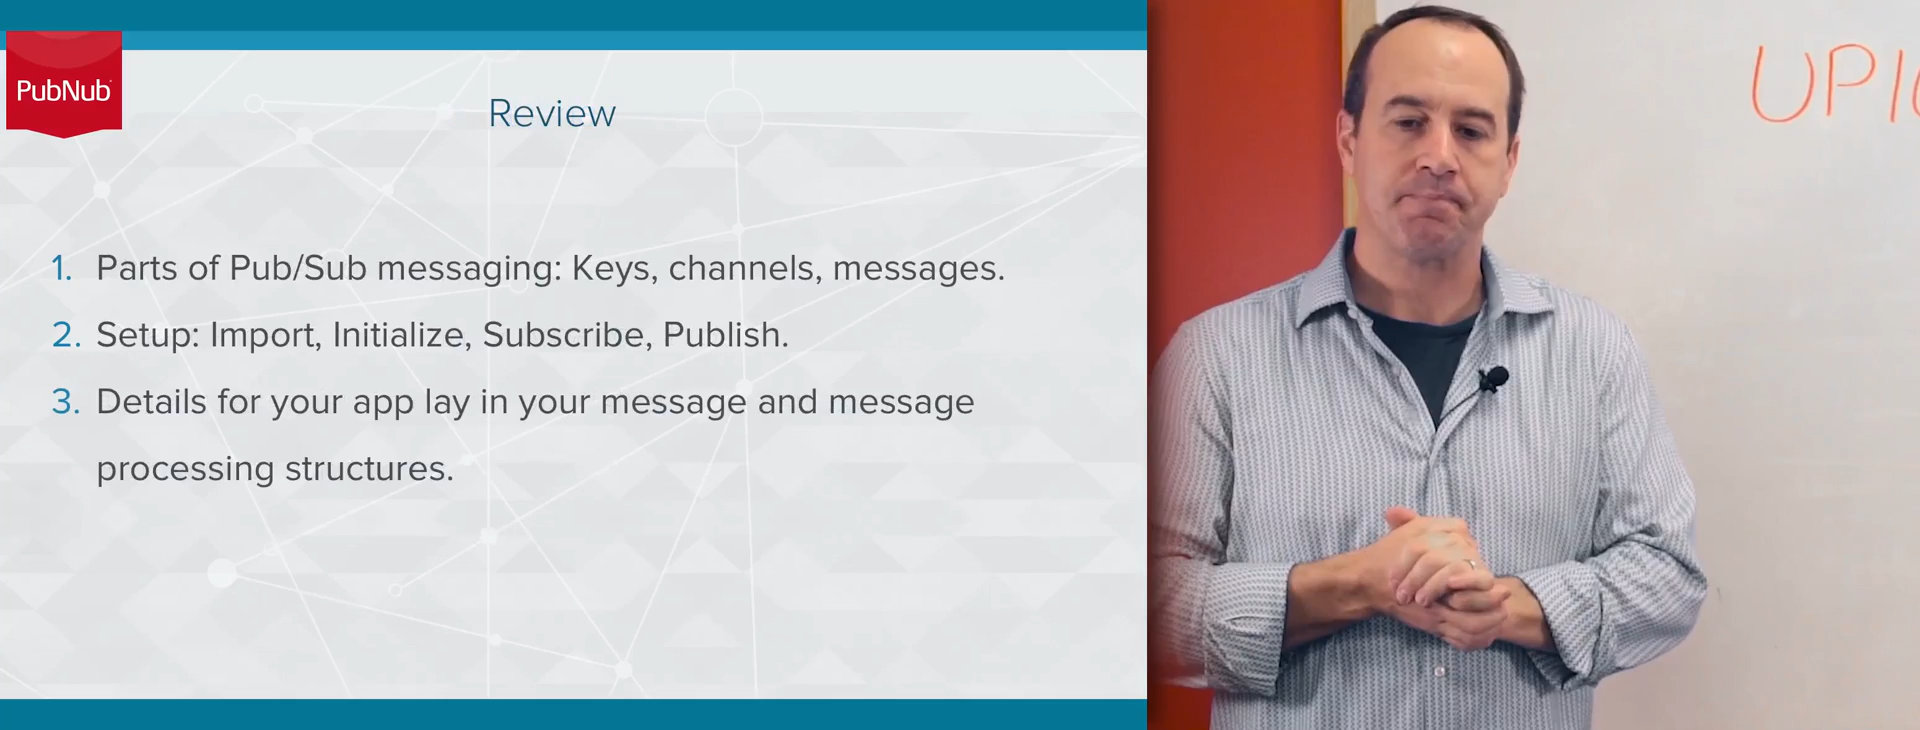 PubNub
Review
1. Parts of Pub/Sub messaging: Keys, channels, messages.
2. Setup: Import, Initialize, Subscribe, Publish.
3. Details for your app lay in your message and message
processing structures.